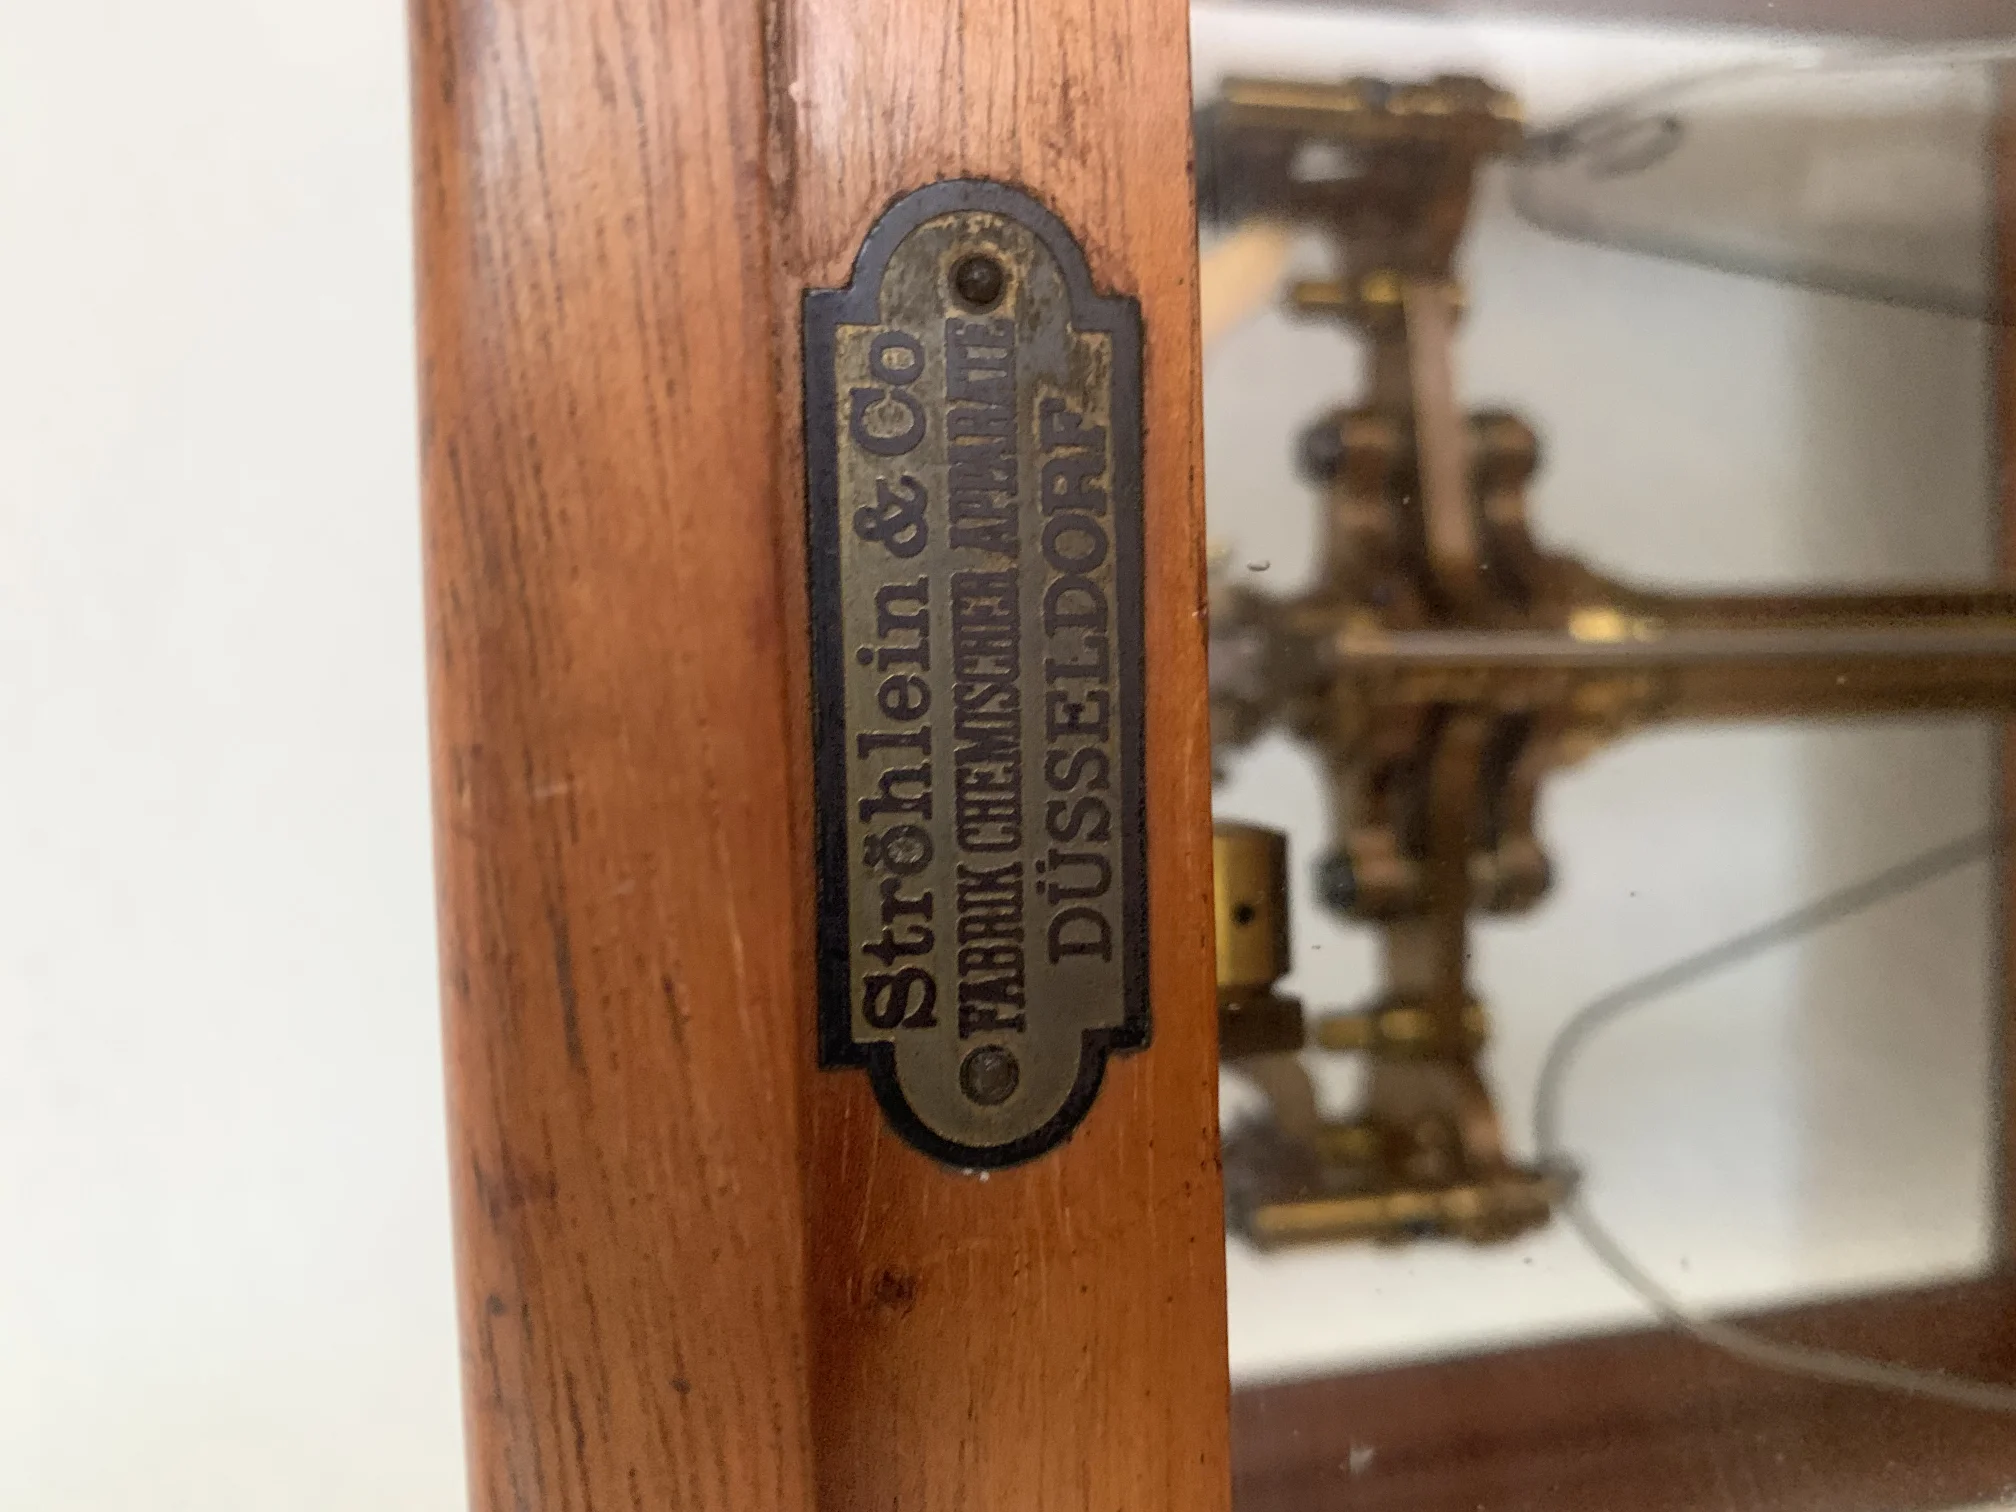 Ströhlein & Co
FABRIK CHEMISCHER APPARATE
DÜSSELDORF